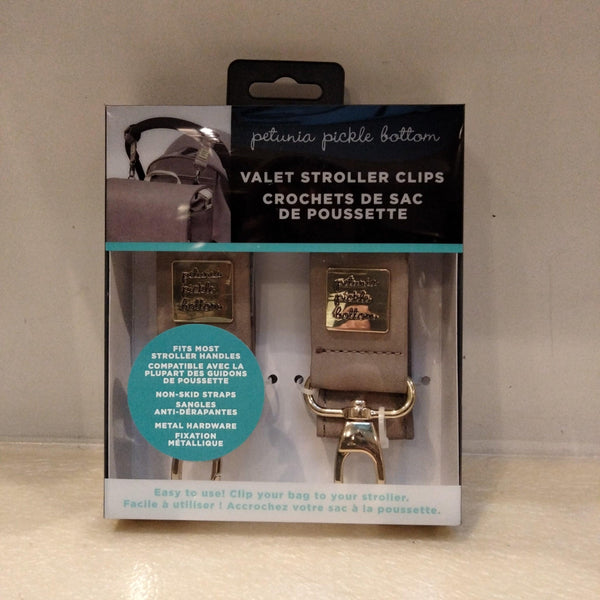 petunia pickle bottom
VALET STROLLER CLIPS
CROCHETS DE SAC
DE POUSSETTE
petunia
pickle
bottom
petunia
pickle
bottom
FITS MOST
STROLLER HANDLES
COMPATIBLE AVEC LA
PLUPART DES GUIDONS
DE POUSSETTE
NON-SKID STRAPS
SANGLES
ANTI-DÉRAPANTES
METAL HARDWARE
FIXATION
MÉTALLIQUE
Easy to use! Clip your bag to your stroller.
Facile à utiliser ! Accrochez votre sac à la poussette.